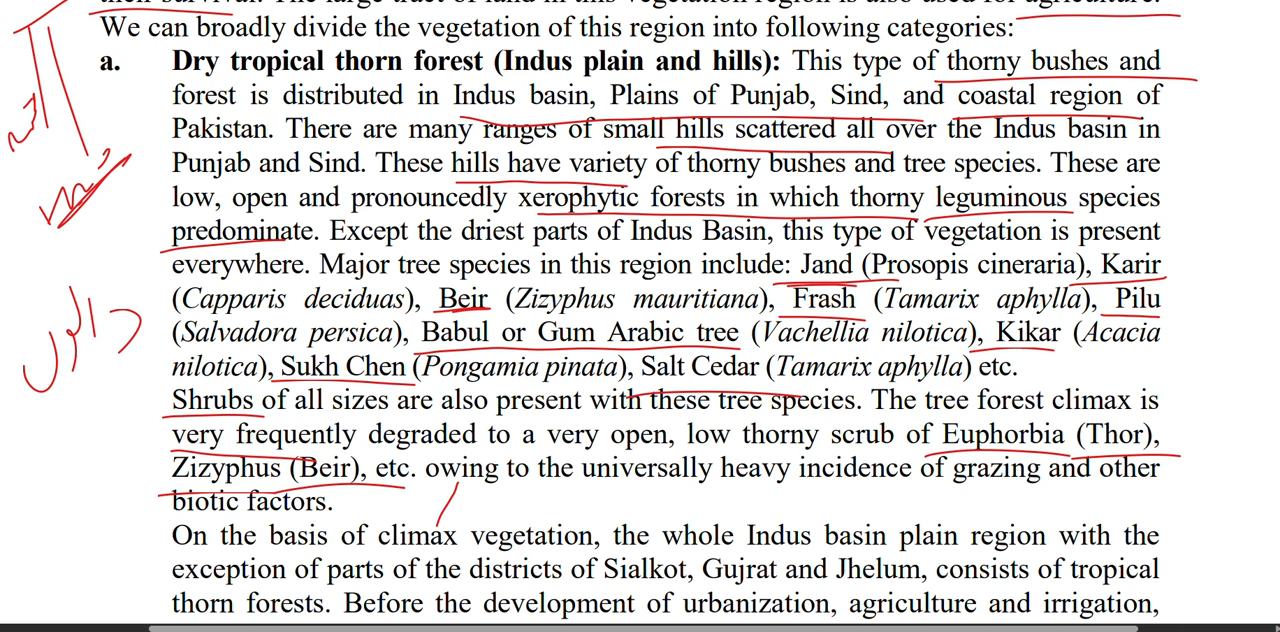 We can broadly divide the vegetation of this region into following categories:
a. Dry tropical thorn forest (Indus plain and hills): This type of thorny bushes and
forest is distributed in Indus basin, Plains of Punjab, Sind, and coastal region of
Pakistan. There are many ranges of small hills scattered all over the Indus basin in
Punjab and Sind. These hills have variety of thorny bushes and tree species. These are
low, open and pronouncedly xerophytic forests in which thorny leguminous species
predominate. Except the driest parts of Indus Basin, this type of vegetation is present
everywhere. Major tree species in this region include: Jand (Prosopis cineraria), Karir
(Capparis deciduas), Beir (Zizyphus mauritiana), Frash (Tamarix aphylla), Pilu
(Salvadora persica), Babul or Gum Arabic tree (Vachellia nilotica), Kikar (Acacia
nilotica), Sukh Chen (Pongamia pinata), Salt Cedar (Tamarix aphylla) etc.
Shrubs of all sizes are also present with these tree species. The tree forest climax is
very frequently degraded to a very open, low thorny scrub of Euphorbia (Thor),
Zizyphus (Beir), etc. owing to the universally heavy incidence of grazing and other
biotic factors.
On the basis of climax vegetation, the whole Indus basin plain region with the
exception of parts of the districts of Sialkot, Gujrat and Jhelum, consists of tropical
thorn forests. Before the development of urbanization, agriculture and irrigation,